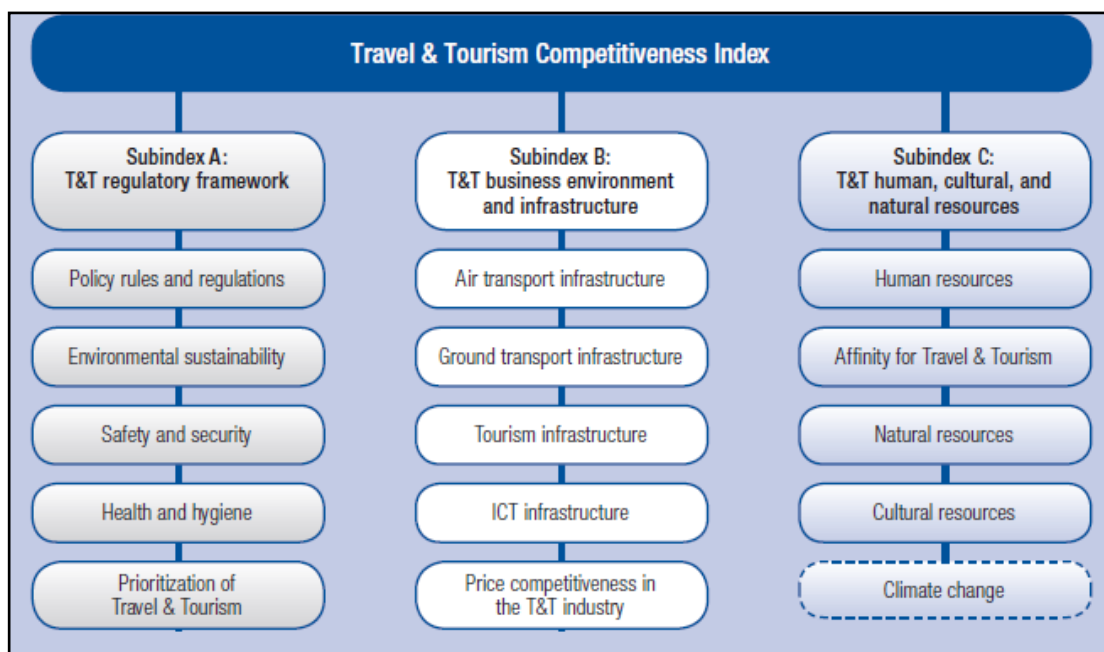 Travel & Tourism Competitiveness Index
Subindex A:
T&T regulatory framework
Policy rules and regulations
Environmental sustainability
Safety and security
Health and hygiene
Prioritization of
Travel & Tourism
Subindex B:
T&T business environment
and infrastructure
Air transport infrastructure
Ground transport infrastructure
Tourism infrastructure
ICT infrastructure
Price competitiveness in
the T&T industry
Subindex C:
T&T human, cultural, and
natural resources
Human resources
Affinity for Travel & Tourism
Natural resources
Cultural resources
Climate change